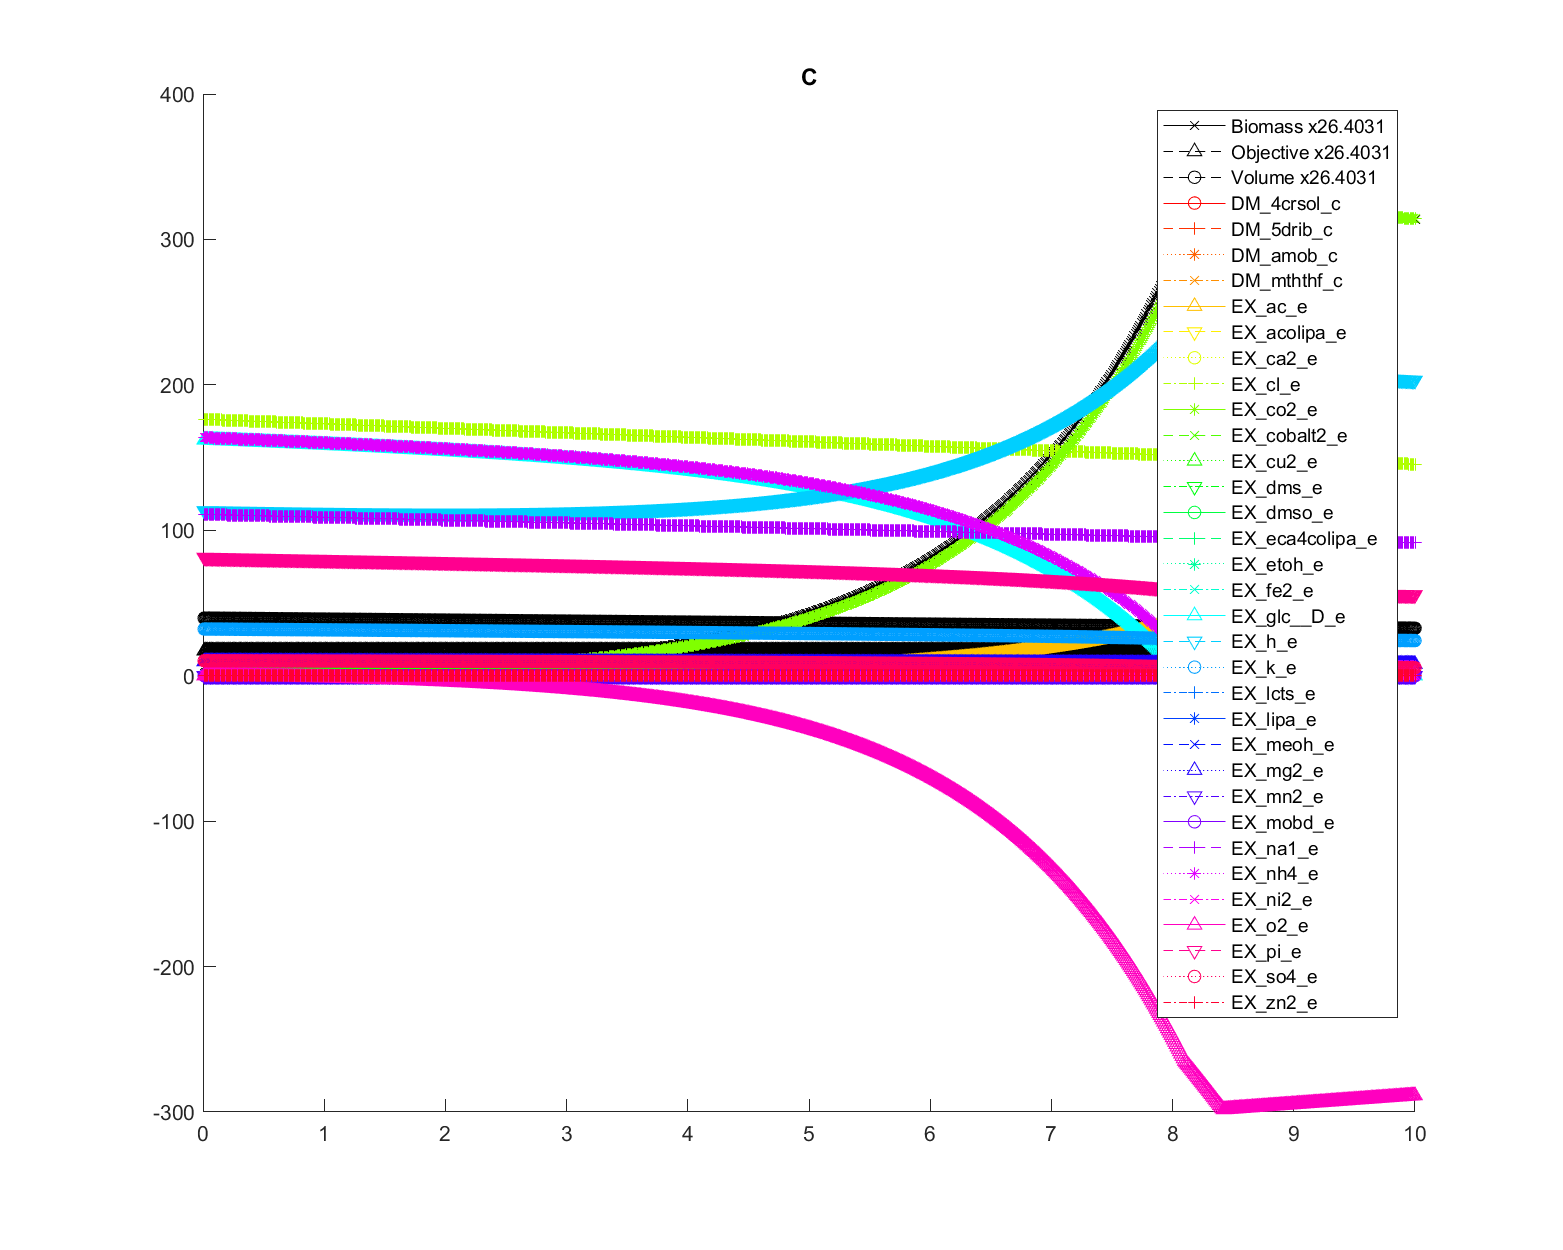 C
400
300
200
100
0
-100
-200
-300
0 1 2 3 4 5 6 7 8 9 10
Biomass x26.4031
Objective x26.4031
Volume x26.4031
DM_4crsol_c
DM_5drib_c
DM_amob_c
DM_mththf_c
EX_ac_e
EX_acolipa_e
EX_ca2_e
EX_cl_e
EX_co2_e
EX_cobalt2_e
EX_cu2_e
EX_dms_e
EX_dmso_e
EX_eca4colipa_e
EX_etoh_e
EX_fe2_e
EX_glc__D_e
EX_h_e
EX_k_e
EX_lcts_e
EX_lipa_e
EX_meoh_e
EX_mg2_e
EX_mn2_e
EX_mobd_e
EX_na1_e
EX_nh4_e
EX_ni2_e
EX_o2_e
EX_pi_e
EX_so4_e
EX_zn2_e